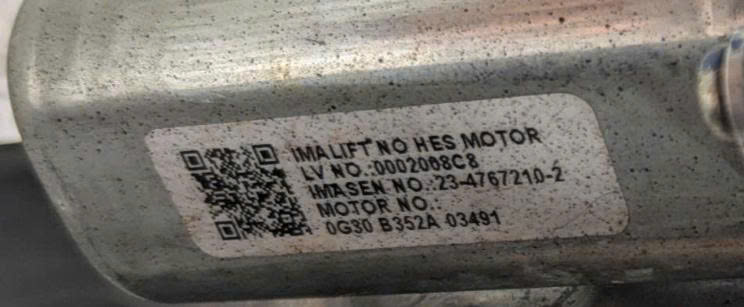 IMALIFT NO HES MOTOR
LV NO.:0002008C8
IMASEN NO.:23-4767210-2
MOTOR NO.:
0G30 B352A 03491